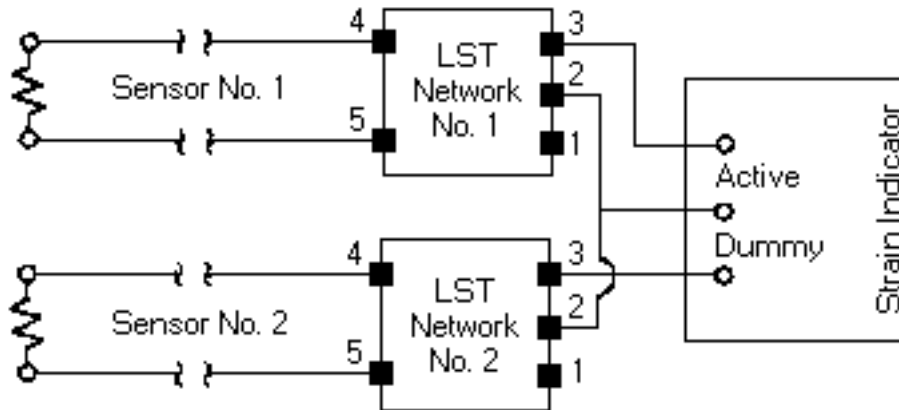 4
Sensor No. 1
5
LST
Network
No. 1
3
2
1
Active
Dummy
Strain Indicator
4
Sensor No. 2
5
LST
Network
No. 2
3
2
1